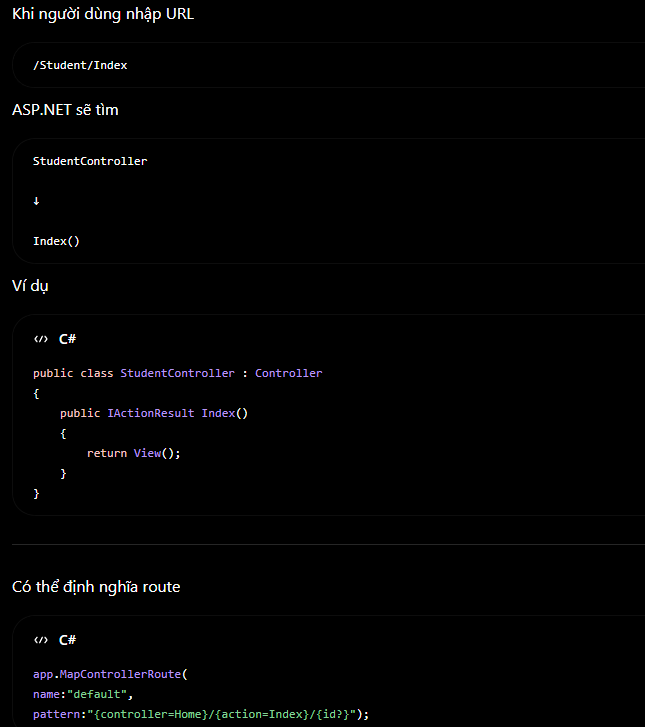 Khi người dùng nhập URL
/Student/Index
ASP.NET sẽ tìm
StudentController
↓
Index()
Ví dụ
</> C#
public class StudentController : Controller
{
    public IActionResult Index()
    {
        return View();
    }
}
Có thể định nghĩa route
</> C#
app.MapControllerRoute(
name:"default",
pattern:"{controller=Home}/{action=Index}/{id?}");